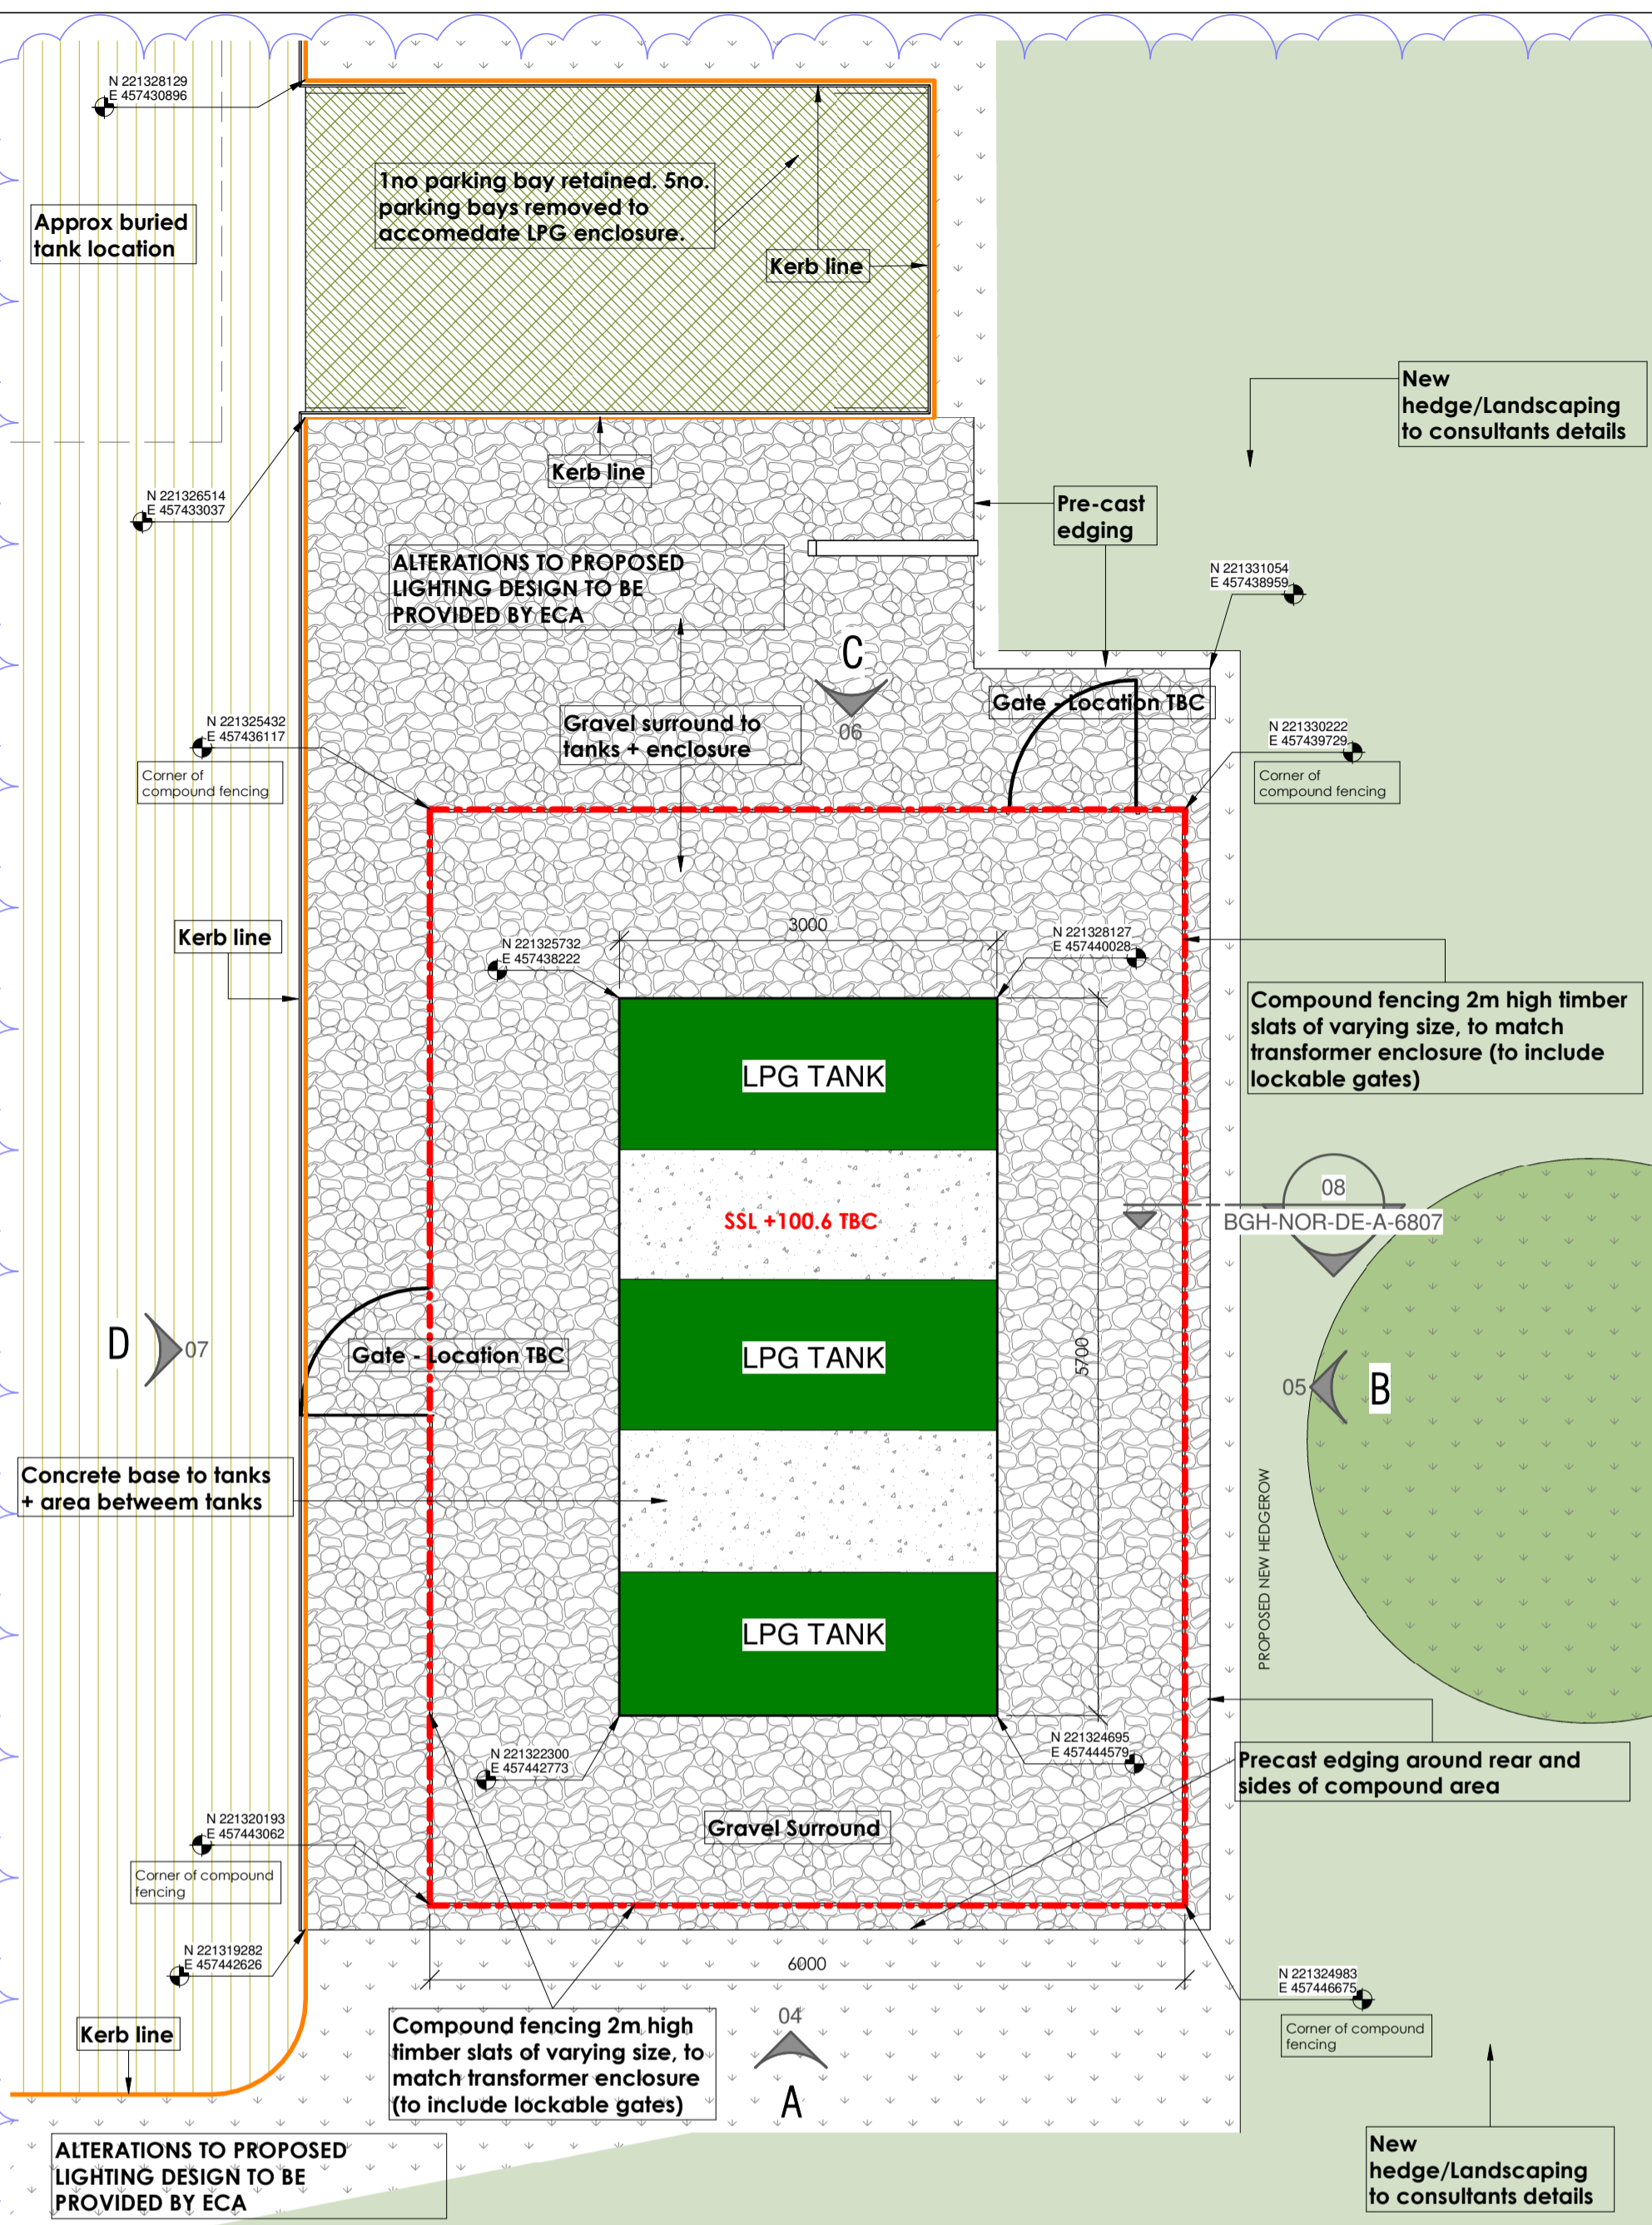 N 221328129
E 457430896
1no parking bay retained. 5no.
parking bays removed to
accomedate LPG enclosure.
Approx buried
tank location
Kerb line
New
hedge/Landscaping
to consultants details
Kerb line
N 221326514
E 457433037
Pre-cast
edging
ALTERATIONS TO PROPOSED
LIGHTING DESIGN TO BE
PROVIDED BY ECA
N 221331054
E 457438959
C
06
Gate - Location TBC
N 221325432
E 457436117
Corner of
compound fencing
Gravel surround to
tanks + enclosure
N 221330222
E 457439729
Corner of
compound fencing
Kerb line
3000
N 221325732
E 457438222
N 221328127
E 457440028
Compound fencing 2m high timber
slats of varying size, to match
transformer enclosure (to include
lockable gates)
LPG TANK
SSL +100.6 TBC
08
BGH-NOR-DE-A-6807
D
07
Gate - Location TBC
LPG TANK
5700
05
B
Concrete base to tanks
+ area betweem tanks
PROPOSED NEW HEDGEROW
LPG TANK
N 221322300
E 457442773
N 221324695
E 457444579
Precast edging around rear and
sides of compound area
N 221320193
E 457443062
Corner of compound
fencing
Gravel Surround
N 221319282
E 457442626
6000
N 221324983
E 457446675
Corner of compound
fencing
Kerb line
Compound fencing 2m high
timber slats of varying size, to
match transformer enclosure
(to include lockable gates)
04
A
ALTERATIONS TO PROPOSED
LIGHTING DESIGN TO BE
PROVIDED BY ECA
New
hedge/Landscaping
to consultants details